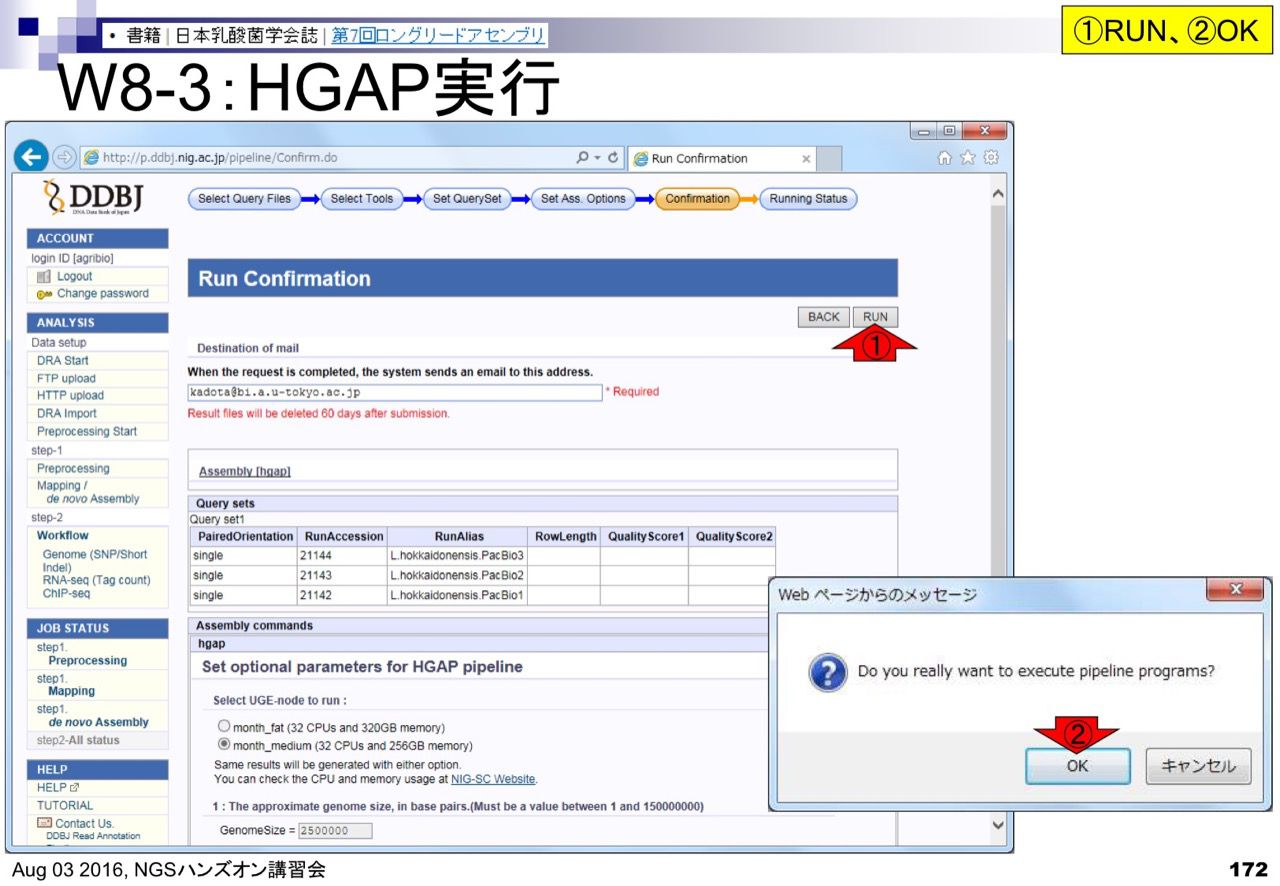 • 書籍 | 日本乳酸菌学会誌 | 第7回ロングリードアセンブリ
①RUN、②OK
W8-3：HGAP実行
http://p.ddbj.nig.ac.jp/pipeline/Confirm.do
Run Confirmation
DDBJ
DNA Data Bank of Japan
Select Query Files
Select Tools
Set QuerySet
Set Ass. Options
Confirmation
Running Status
ACCOUNT
login ID [agribio]
Logout
Change password
ANALYSIS
Data setup
DRA Start
FTP upload
HTTP upload
DRA Import
Preprocessing Start
step-1
Preprocessing
Mapping /
de novo Assembly
step-2
Workflow
Genome (SNP/Short
Indel)
RNA-seq (Tag count)
ChIP-seq
JOB STATUS
step1.
Preprocessing
step1.
Mapping
step1.
de novo Assembly
step2-All status
HELP
HELP
TUTORIAL
Contact Us.
DDBJ Read Annotation
Run Confirmation
BACK RUN
①
Destination of mail
When the request is completed, the system sends an email to this address.
kadota@bi.a.u-tokyo.ac.jp * Required
Result files will be deleted 60 days after submission.
Assembly [hgap]
Query sets
Query set1
PairedOrientation RunAccession RunAlias RowLength QualityScore1 QualityScore2
single 21144 L.hokkaidonensis.PacBio3
single 21143 L.hokkaidonensis.PacBio2
single 21142 L.hokkaidonensis.PacBio1
Assembly commands
hgap
Set optional parameters for HGAP pipeline
Select UGE-node to run :
month_fat (32 CPUs and 320GB memory)
month_medium (32 CPUs and 256GB memory)
Same results will be generated with either option.
You can check the CPU and memory usage at NIG-SC Website.
1 : The approximate genome size, in base pairs.(Must be a value between 1 and 150000000)
GenomeSize = 2500000
Web ページからのメッセージ
Do you really want to execute pipeline programs?
②
OK キャンセル
Aug 03 2016, NGSハンズオン講習会
172